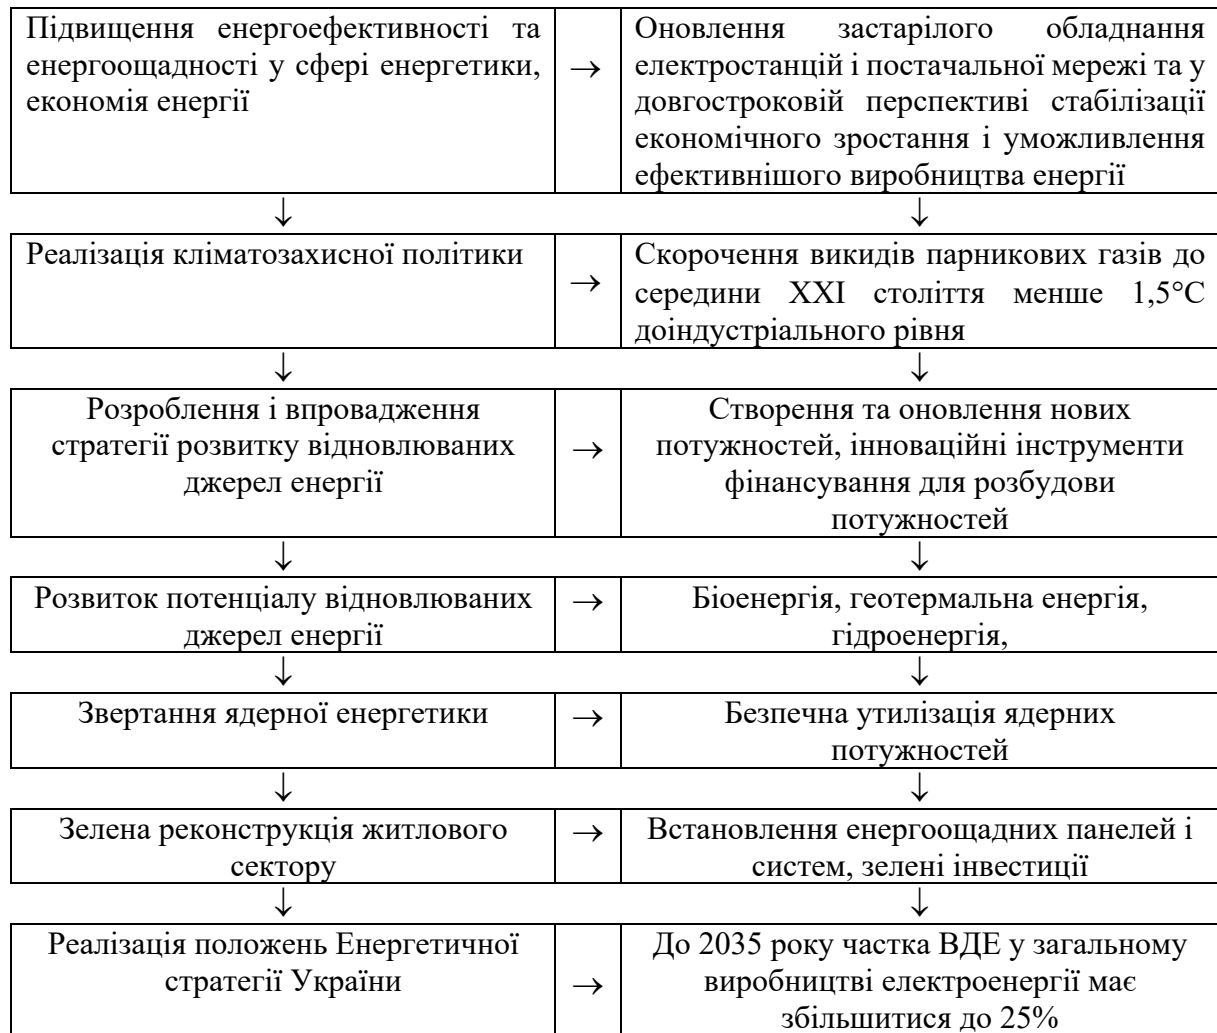 Підвищення енергоефективності та
енергоощадності у сфері енергетики,
економія енергії
→
Оновлення застарілого обладнання
електростанцій і постачальної мережі та у
довгостроковій перспективі стабілізації
економічного зростання і уможливлення
ефективнішого виробництва енергії
↓ ↓
Реалізація кліматозахисної політики
→
Скорочення викидів парникових газів до
середини ХХІ століття менше 1,5°С
доіндустріального рівня
↓ ↓
Розроблення і впровадження
стратегії розвитку відновлюваних
джерел енергії
→
Створення та оновлення нових
потужностей, інноваційні інструменти
фінансування для розбудови
потужностей
↓ ↓
Розвиток потенціалу відновлюваних
джерел енергії
→
Біоенергія, геотермальна енергія,
гідроенергія,
↓ ↓
Звертання ядерної енергетики
→
Безпечна утилізація ядерних
потужностей
↓ ↓
Зелена реконструкція житлового
сектору
→
Встановлення енергоощадних панелей і
систем, зелені інвестиції
↓ ↓
Реалізація положень Енергетичної
стратегії України
→
До 2035 року частка ВДЕ у загальному
виробництві електроенергії має
збільшитися до 25%